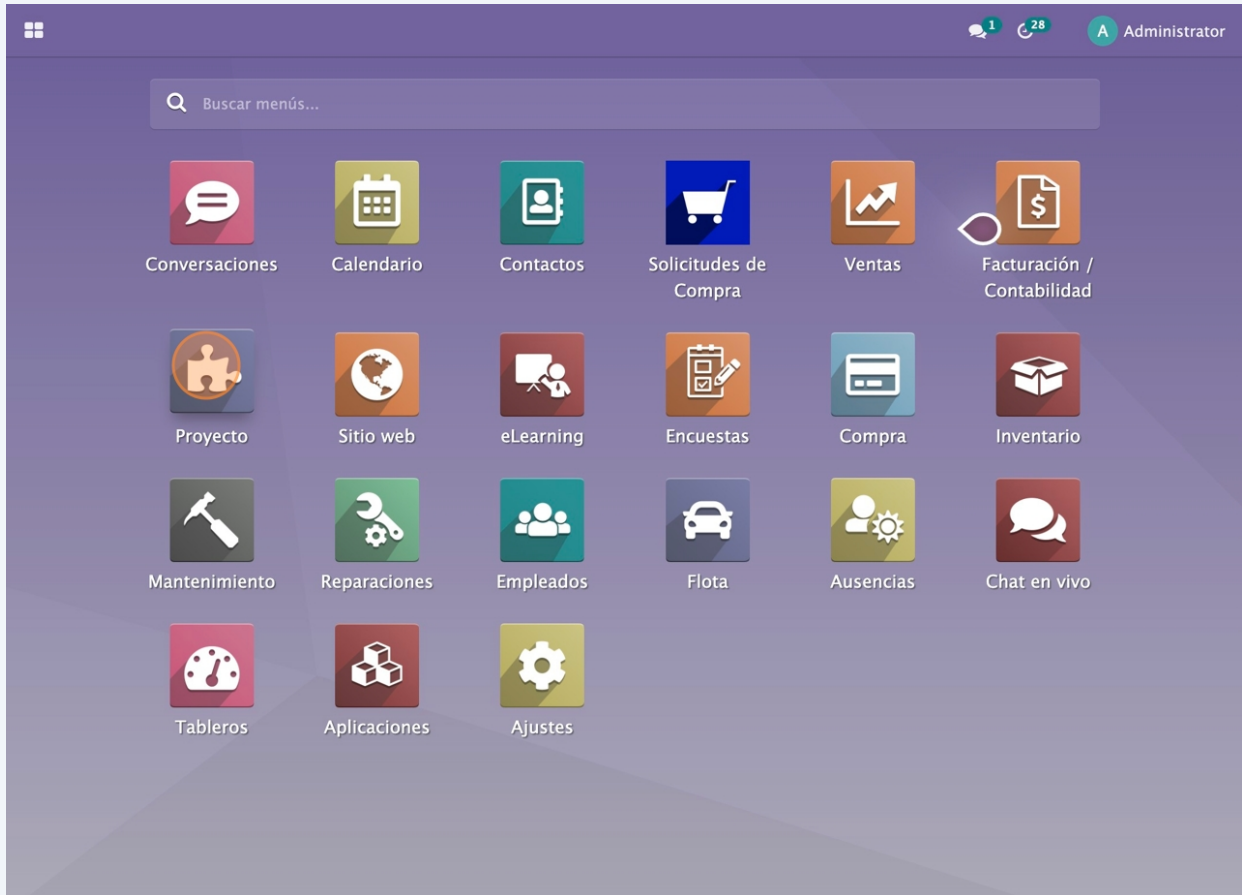 1
28
A
Administrator
Buscar menús...
Conversaciones
Calendario
Contactos
Solicitudes de
Compra
Ventas
Facturación /
Contabilidad
$
Proyecto
Sitio web
eLearning
Encuestas
Compra
Inventario
Mantenimiento
Reparaciones
Empleados
Flota
Ausencias
Chat en vivo
Tableros
Aplicaciones
Ajustes